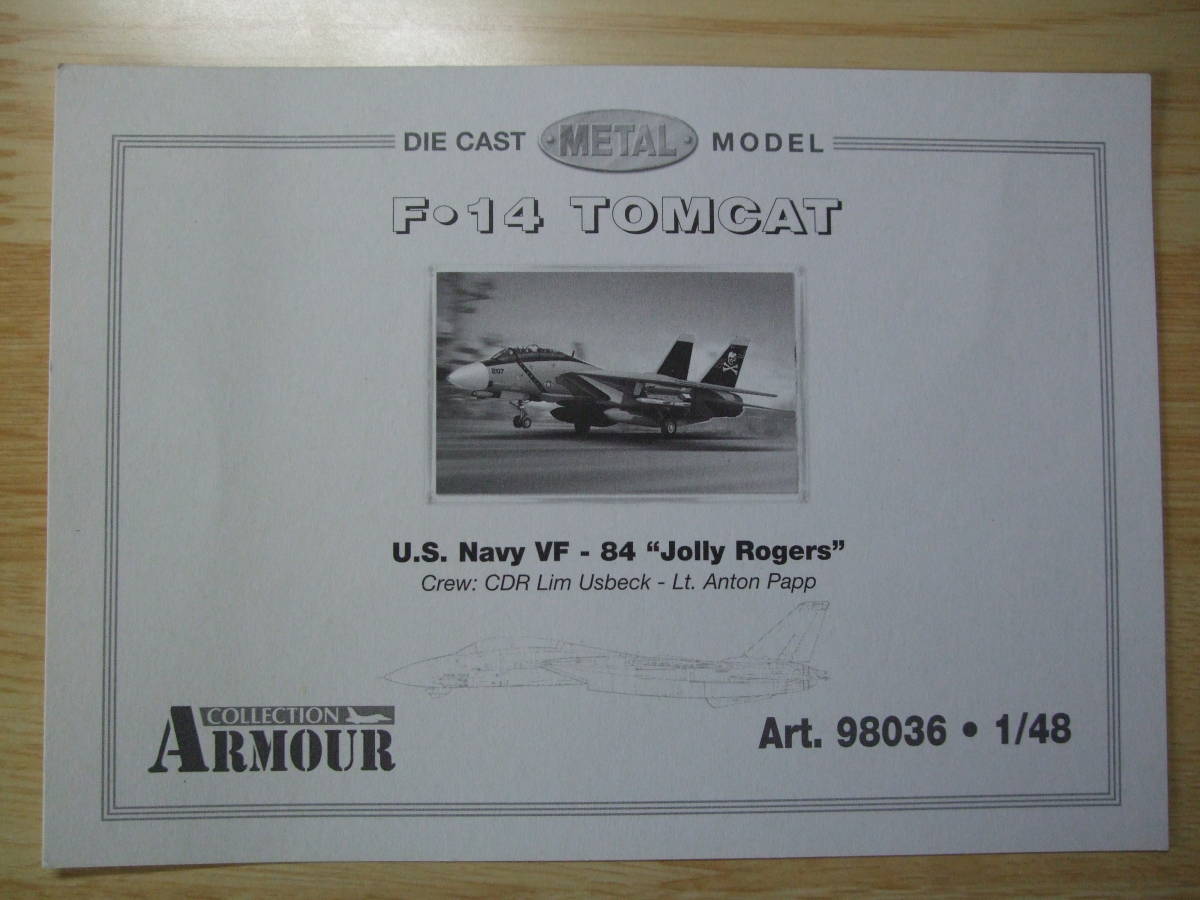 DIE CAST METAL MODEL
F•14 TOMCAT
U.S. Navy VF - 84 “Jolly Rogers”
Crew: CDR Lim Usbeck - Lt. Anton Papp
COLLECTION
ARMOUR
Art. 98036 • 1/48